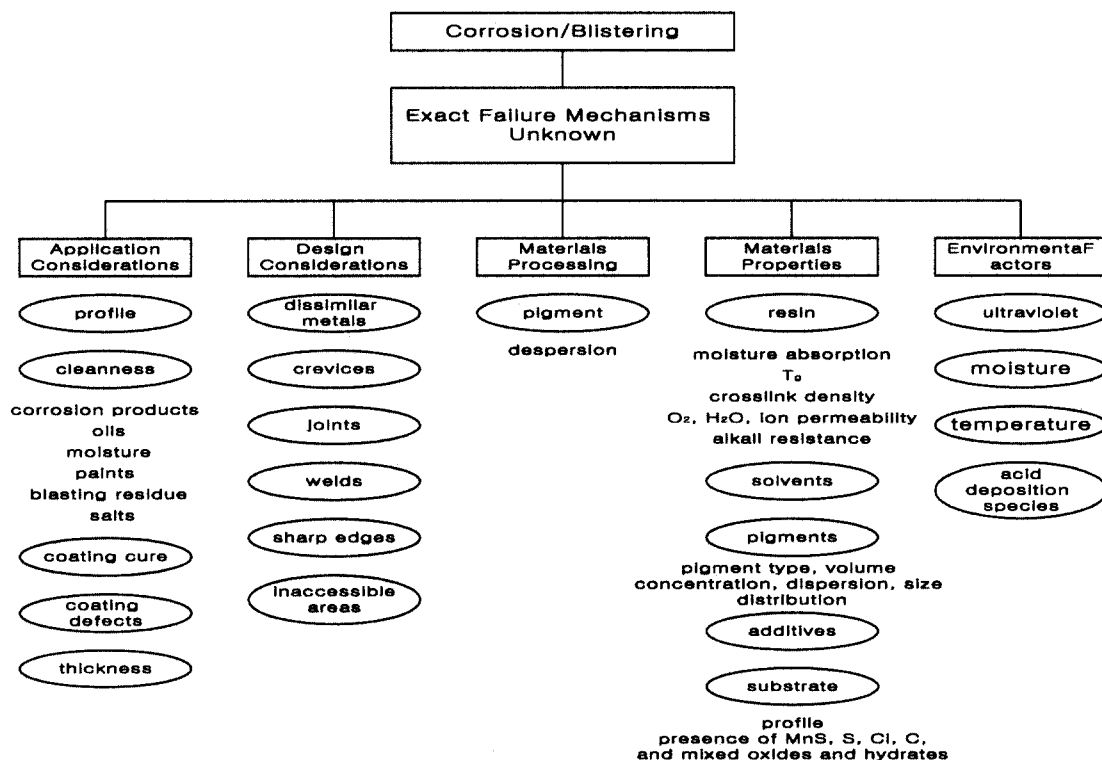 Corrosion/Blistering
Exact Failure Mechanisms
Unknown
Application
Considerations
profile
cleanness
corrosion products
oils
moisture
paints
blasting residue
salts
coating cure
coating
defects
thickness
Design
Considerations
dissimilar
metals
crevices
joints
welds
sharp edges
inaccessible
areas
Materials
Processing
pigment
despersion
Materials
Properties
resin
moisture absorption
Tg
crosslink density
O₂, H₂O, ion permeability
alkali resistance
solvents
pigments
pigment type, volume
concentration, dispersion, size
distribution
additives
substrate
profile
presence of MnS, S, Cl, C,
and mixed oxides and hydrates
EnvironmentaF
actors
ultraviolet
moisture
temperature
acid
deposition
species